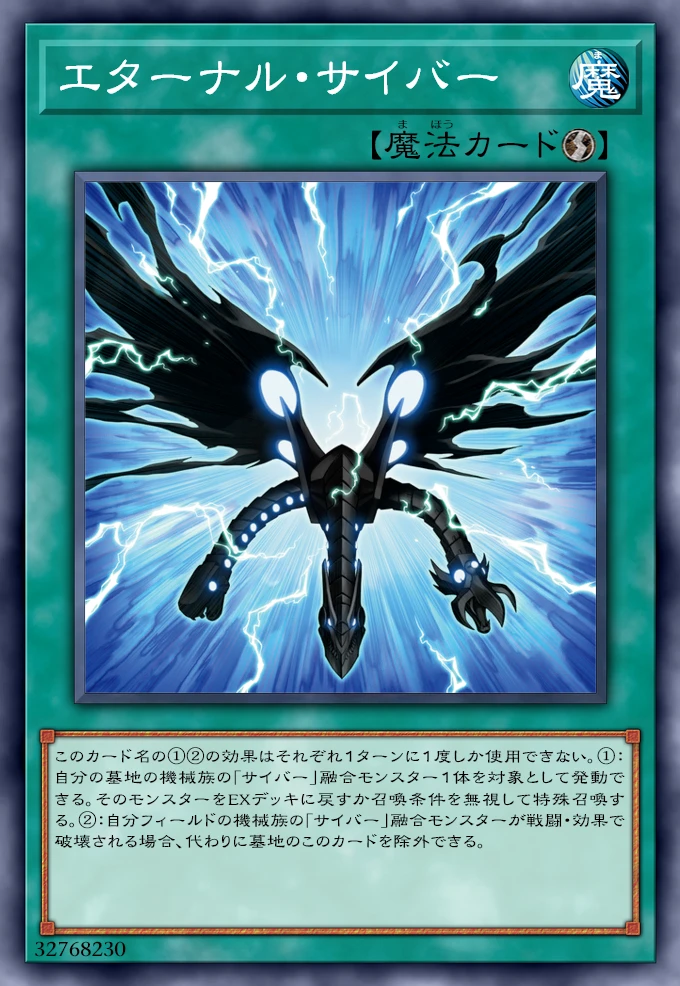 エターナル・サイバー
魔
ま
ま ほう
【魔法カード】
このカード名の①②の効果はそれぞれ1ターンに1度しか使用できない。①:
自分の墓地の機械族の「サイバー」融合モンスター1体を対象として発動で
きる。そのモンスターをEXデッキに戻すか召喚条件を無視して特殊召喚す
る。②:自分フィールドの機械族の「サイバー」融合モンスターが戦闘・効果で
破壊される場合、代わりに墓地のこのカードを除外できる。
32768230